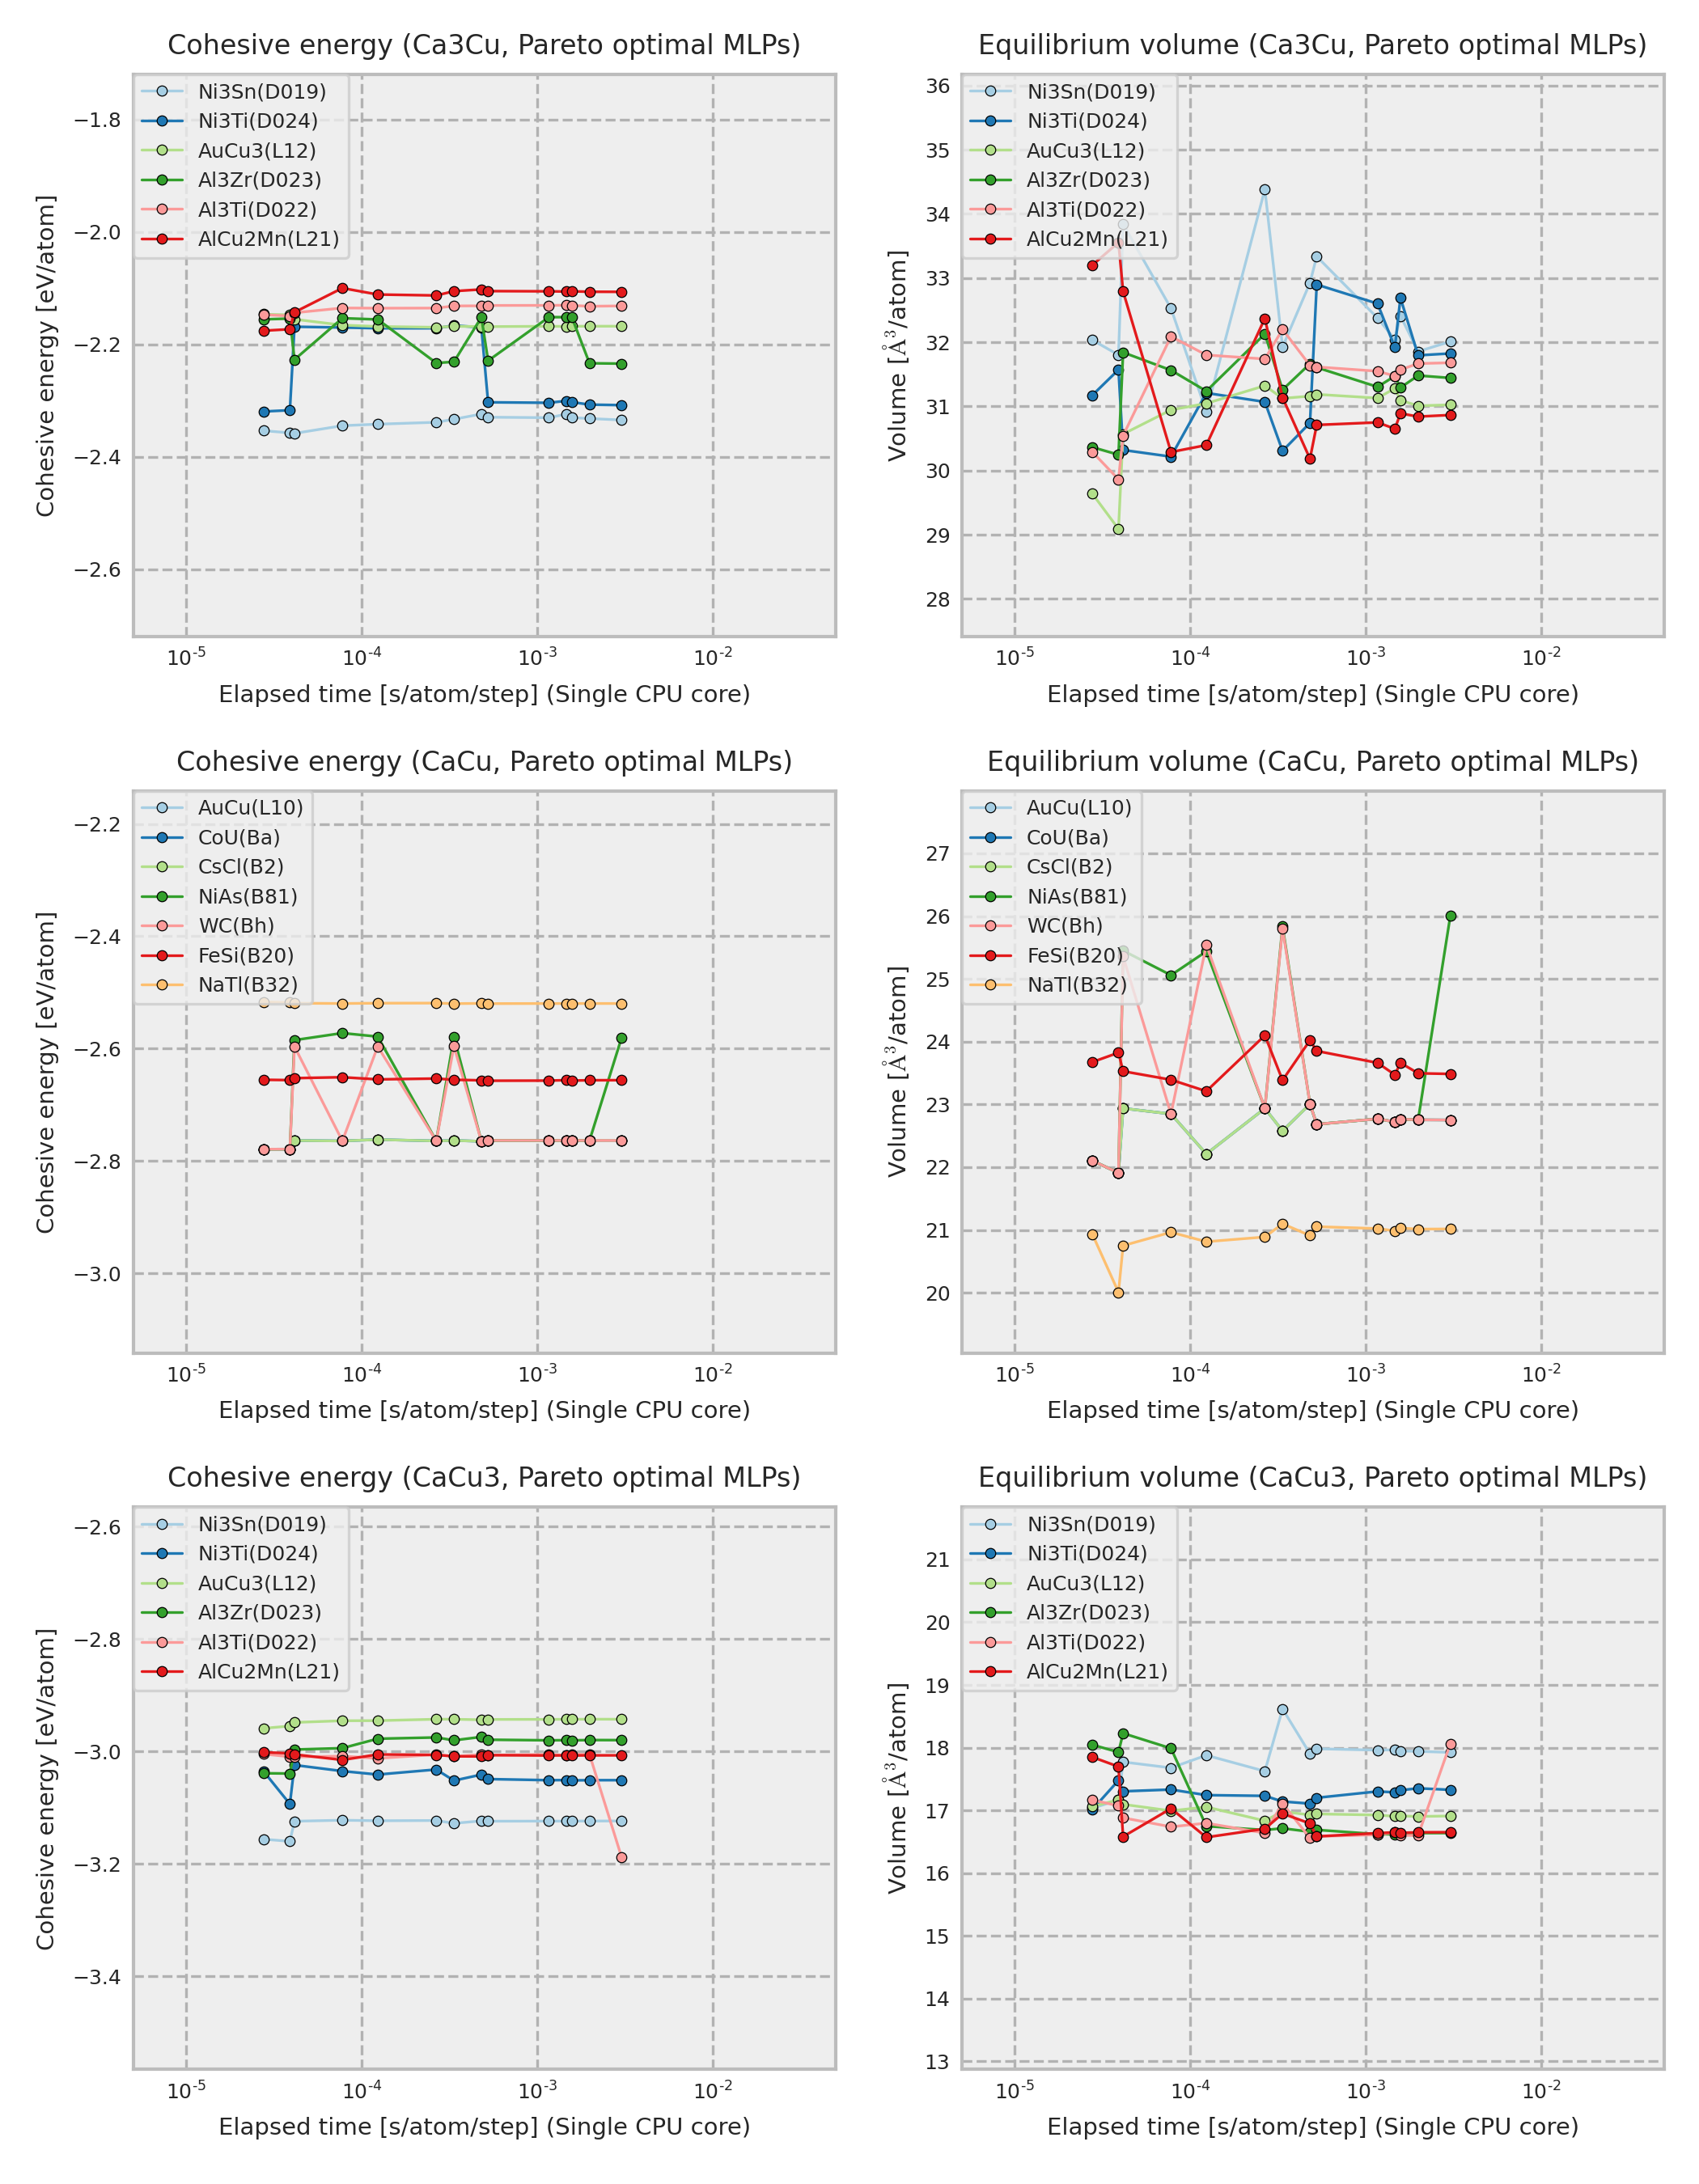 Cohesive energy (Ca3Cu, Pareto optimal MLPs)
Cohesive energy [eV/atom]
−1.8
−2.0
−2.2
−2.4
−2.6
Ni3Sn(D019)
Ni3Ti(D024)
AuCu3(L12)
Al3Zr(D023)
Al3Ti(D022)
AlCu2Mn(L21)
10-5 10-4 10-3 10-2
Elapsed time [s/atom/step] (Single CPU core)
Equilibrium volume (Ca3Cu, Pareto optimal MLPs)
Volume [Å3/atom]
36
35
34
33
32
31
30
29
28
Ni3Sn(D019)
Ni3Ti(D024)
AuCu3(L12)
Al3Zr(D023)
Al3Ti(D022)
AlCu2Mn(L21)
10-5 10-4 10-3 10-2
Elapsed time [s/atom/step] (Single CPU core)
Cohesive energy (CaCu, Pareto optimal MLPs)
Cohesive energy [eV/atom]
−2.2
−2.4
−2.6
−2.8
−3.0
AuCu(L10)
CoU(Ba)
CsCl(B2)
NiAs(B81)
WC(Bh)
FeSi(B20)
NaTl(B32)
10-5 10-4 10-3 10-2
Elapsed time [s/atom/step] (Single CPU core)
Equilibrium volume (CaCu, Pareto optimal MLPs)
Volume [Å3/atom]
27
26
25
24
23
22
21
20
AuCu(L10)
CoU(Ba)
CsCl(B2)
NiAs(B81)
WC(Bh)
FeSi(B20)
NaTl(B32)
10-5 10-4 10-3 10-2
Elapsed time [s/atom/step] (Single CPU core)
Cohesive energy (CaCu3, Pareto optimal MLPs)
Cohesive energy [eV/atom]
−2.6
−2.8
−3.0
−3.2
−3.4
Ni3Sn(D019)
Ni3Ti(D024)
AuCu3(L12)
Al3Zr(D023)
Al3Ti(D022)
AlCu2Mn(L21)
10-5 10-4 10-3 10-2
Elapsed time [s/atom/step] (Single CPU core)
Equilibrium volume (CaCu3, Pareto optimal MLPs)
Volume [Å3/atom]
21
20
19
18
17
16
15
14
13
Ni3Sn(D019)
Ni3Ti(D024)
AuCu3(L12)
Al3Zr(D023)
Al3Ti(D022)
AlCu2Mn(L21)
10-5 10-4 10-3 10-2
Elapsed time [s/atom/step] (Single CPU core)